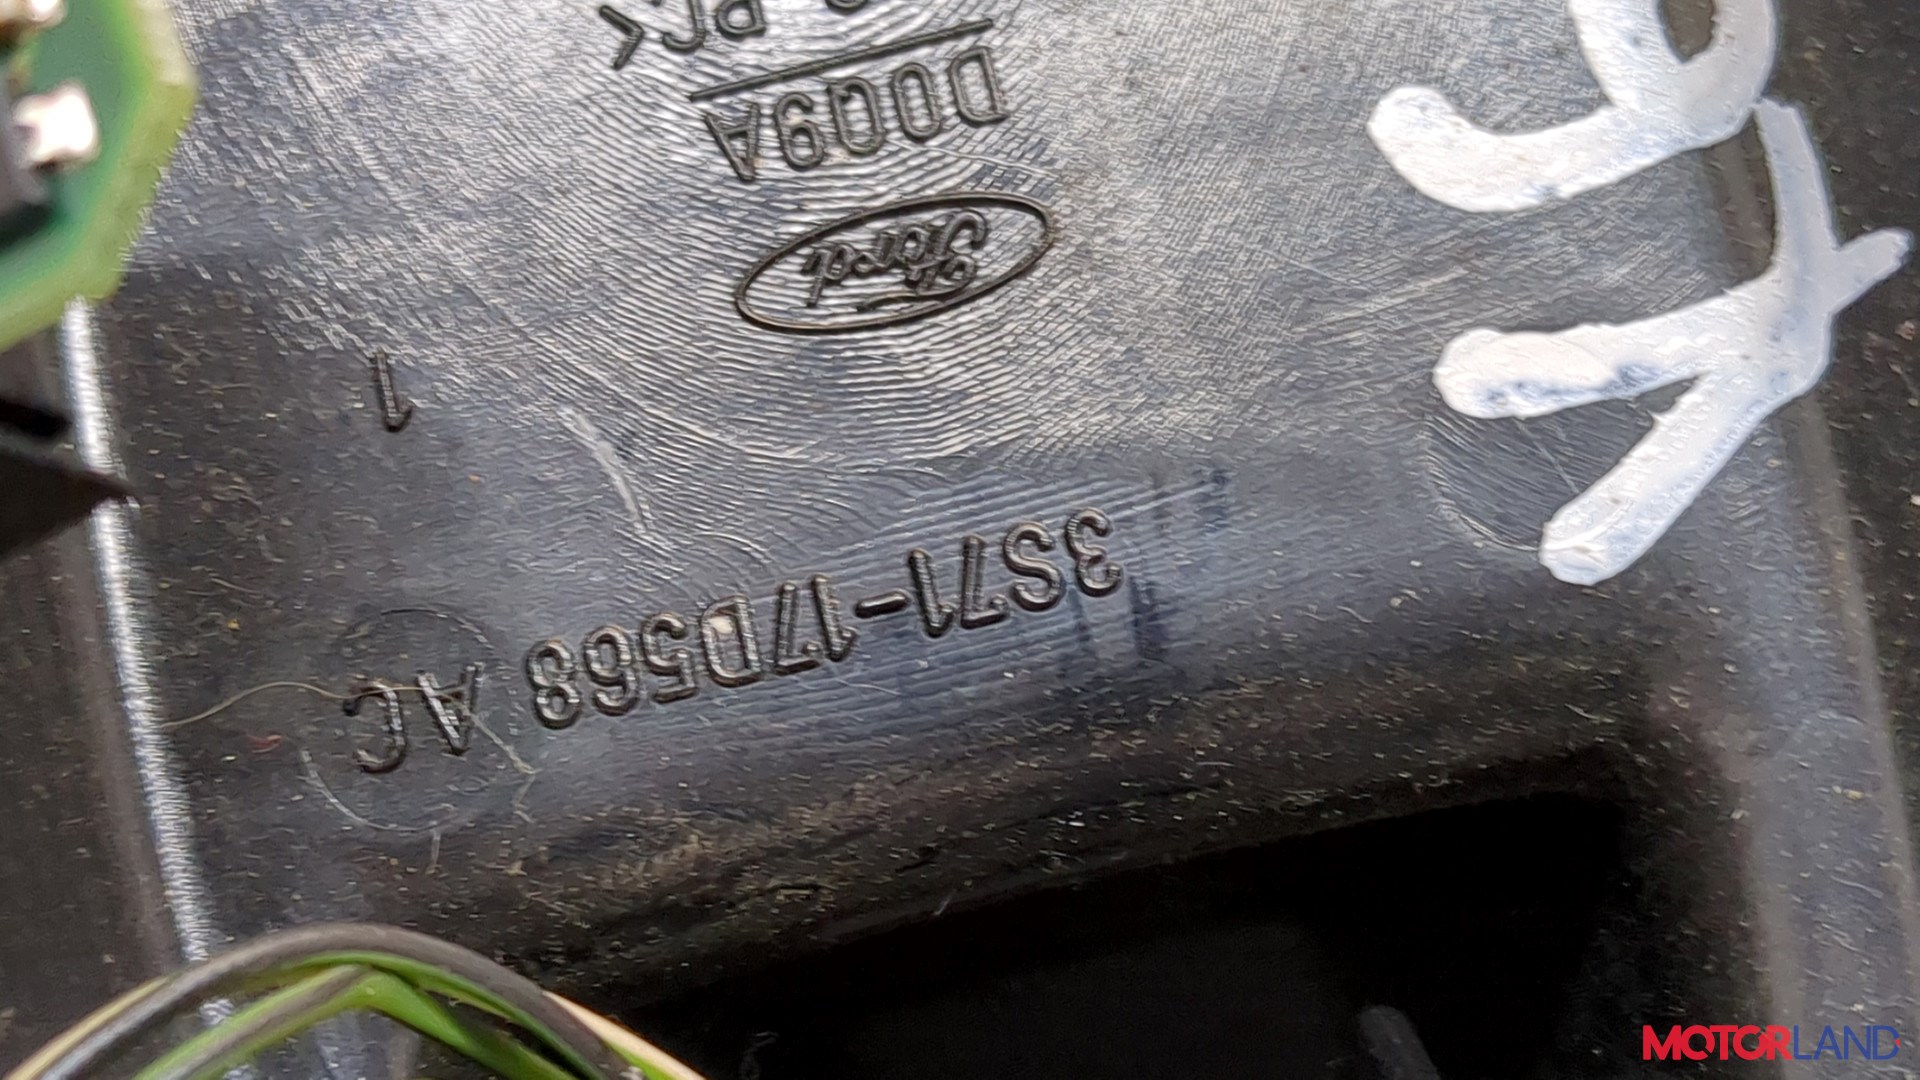 3S71-17D568 AC
1
Ford
D0Q9A
MOTORLAND